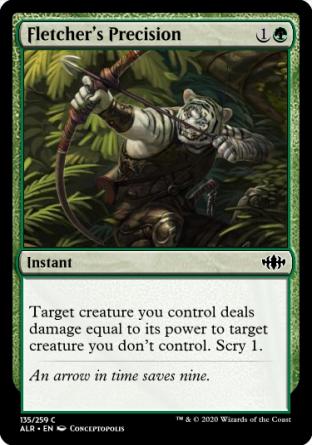 Fletcher's Precision 1
Instant
Target creature you control deals
damage equal to its power to target
creature you don't control. Scry 1.
An arrow in time saves nine.
135/259 C
ALR • EN Conceptopolis
™ & © 2020 Wizards of the Coast